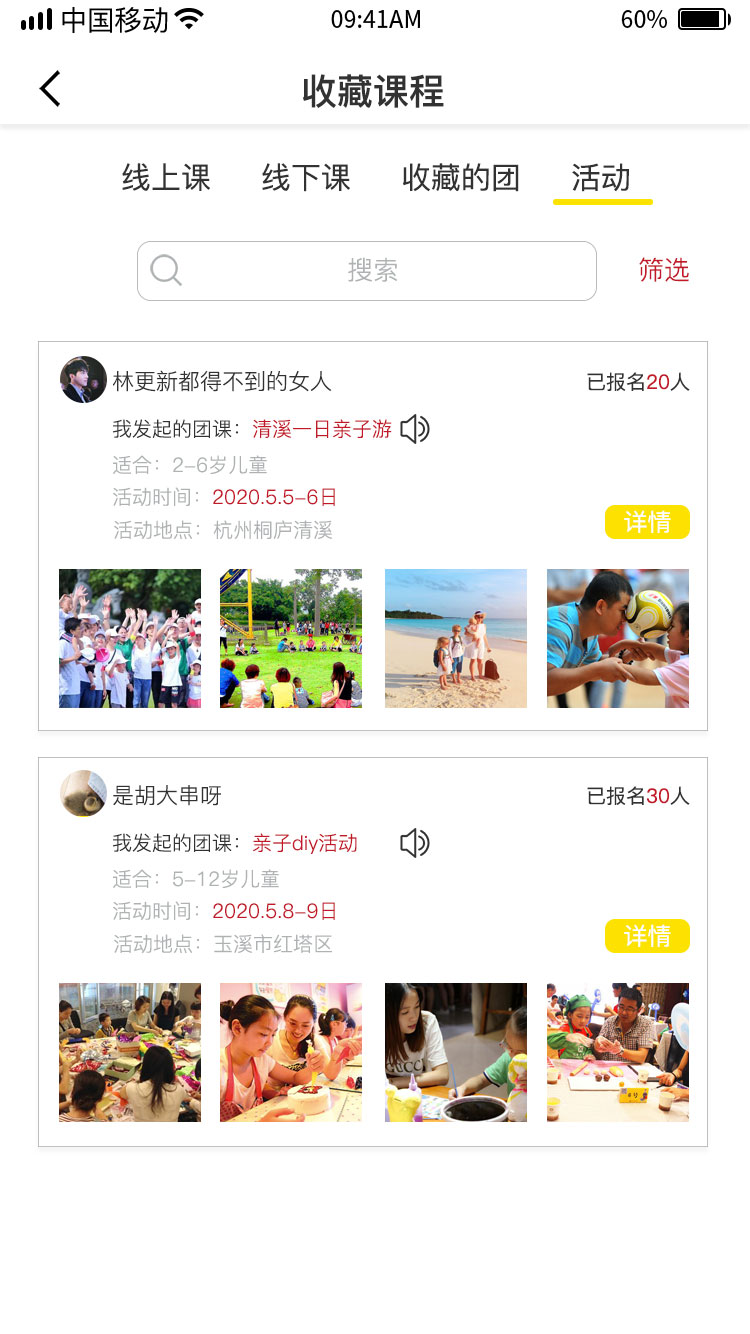 中国移动 09:41AM 60%
收藏课程
线上课 线下课 收藏的团 活动
搜索 筛选
林更新都得不到的女人 已报名20人
我发起的团课：清溪一日亲子游
适合：2-6岁儿童
活动时间：2020.5.5-6日
活动地点：杭州桐庐清溪
详情
是胡大串呀 已报名30人
我发起的团课：亲子diy活动
适合：5-12岁儿童
活动时间：2020.5.8-9日
活动地点：玉溪市红塔区
详情